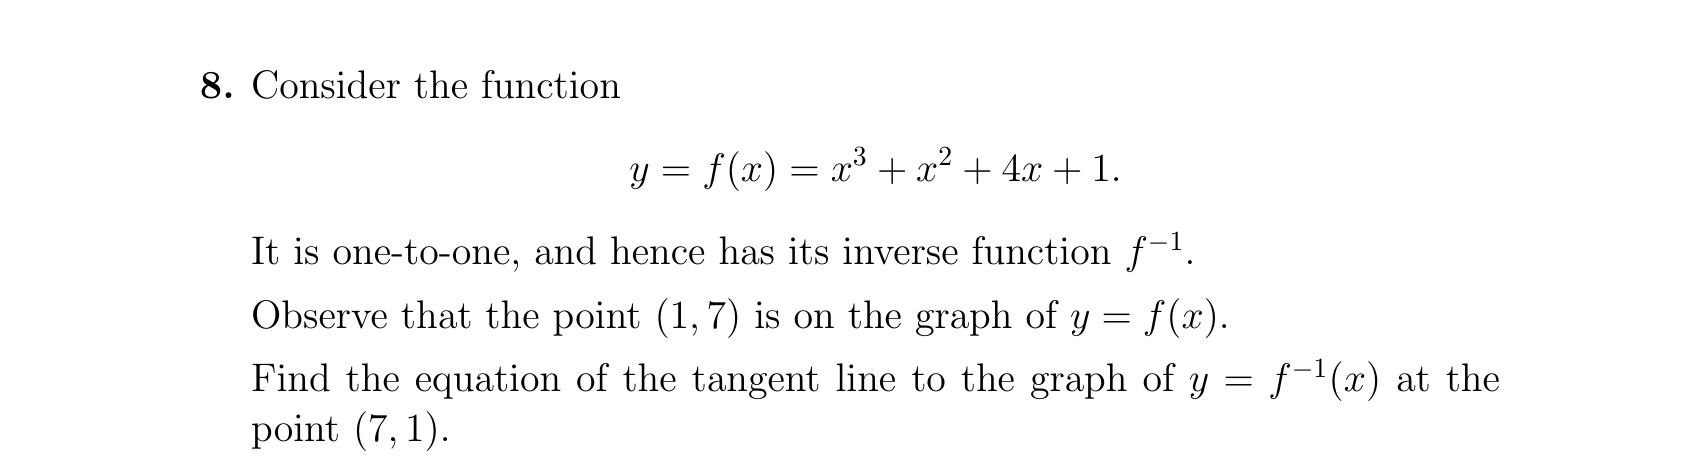 8. Consider the function
y = f(x) = x³ + x² + 4x + 1.
It is one-to-one, and hence has its inverse function f⁻¹.
Observe that the point (1, 7) is on the graph of y = f(x).
Find the equation of the tangent line to the graph of y = f⁻¹(x) at the
point (7, 1).